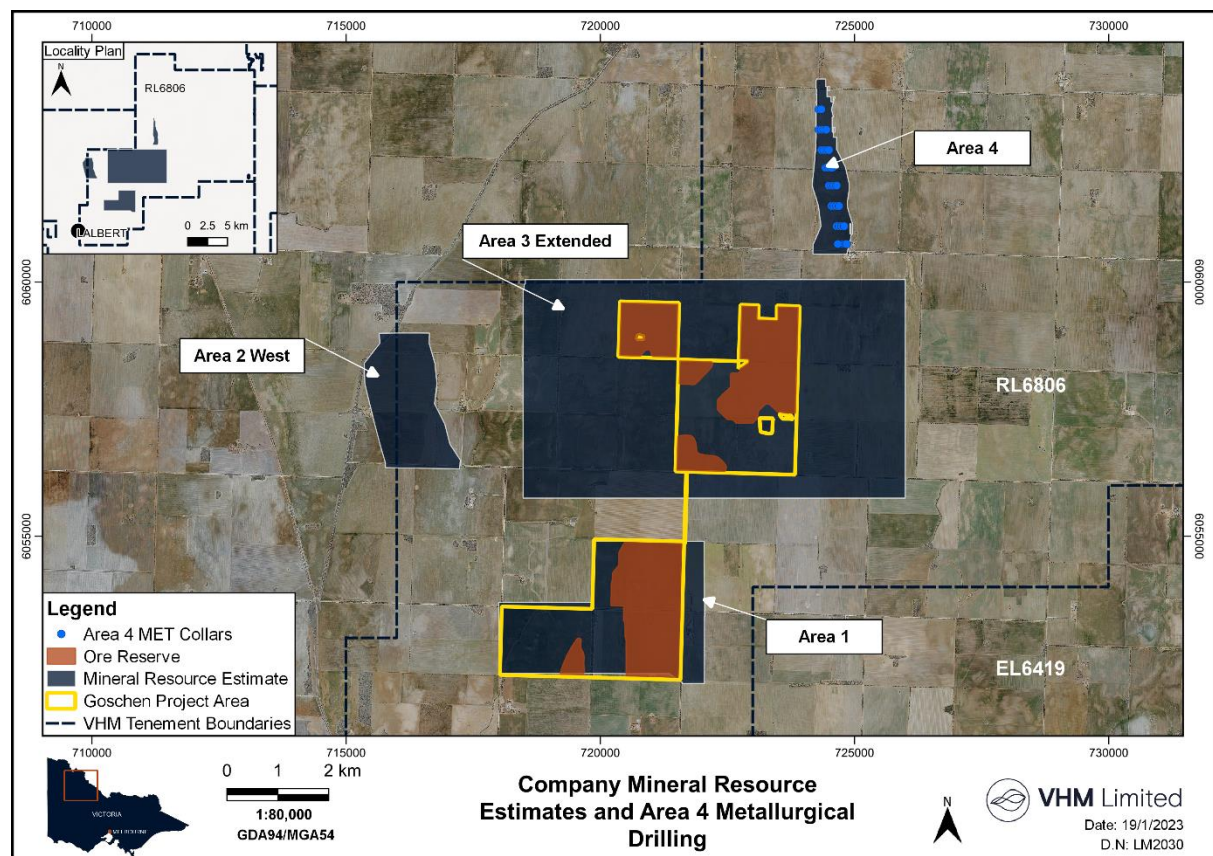 710000
715000
720000
725000
730000
Locality Plan
N
RL6806
LALBERT
0 2.5 5 km
Area 4
Area 3 Extended
6060000
6060000
Area 2 West
RL6806
6055000
6055000
Area 1
EL6419
Legend
Area 4 MET Collars
Ore Reserve
Mineral Resource Estimate
Goschen Project Area
VHM Tenement Boundaries
710000
715000
720000
725000
730000
VICTORIA
MELBOURNE
0 1 2 km
1:80,000
GDA94/MGA54
Company Mineral Resource
Estimates and Area 4 Metallurgical
Drilling
N
VHM Limited
Date: 19/1/2023
D.N: LM2030